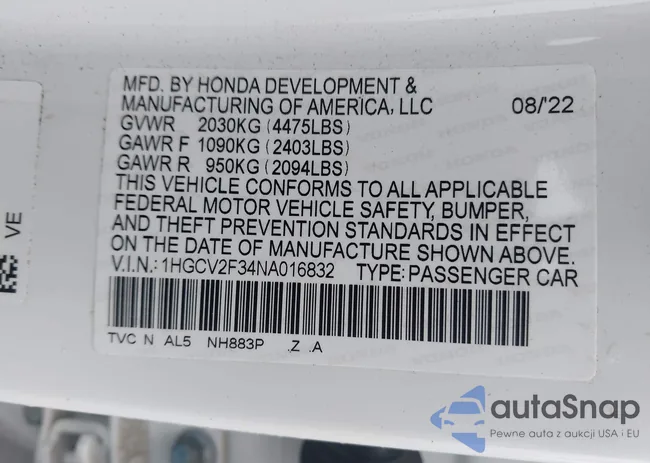 MFD. BY HONDA DEVELOPMENT &
MANUFACTURING OF AMERICA, LLC 08/'22
GVWR 2030KG (4475LBS)
GAWR F 1090KG (2403LBS)
GAWR R 950KG (2094LBS)
THIS VEHICLE CONFORMS TO ALL APPLICABLE
FEDERAL MOTOR VEHICLE SAFETY, BUMPER,
AND THEFT PREVENTION STANDARDS IN EFFECT
ON THE DATE OF MANUFACTURE SHOWN ABOVE.
V.I.N.: 1HGCV2F34NA016832 TYPE: PASSENGER CAR
TVC N AL5 NH883P .Z .A
VE
autaSnap
Pewne auta z aukcji USA i EU